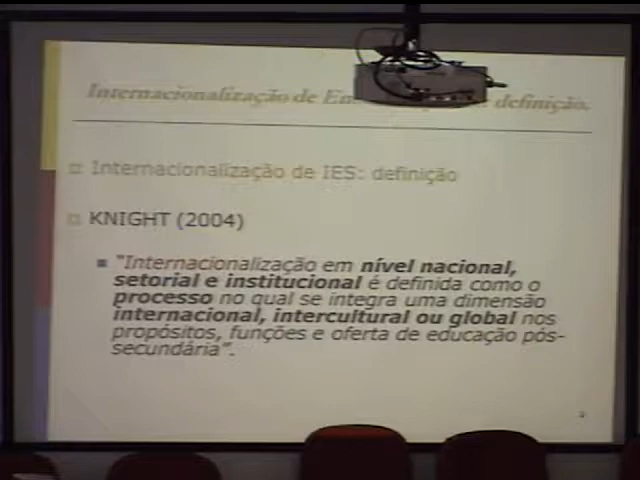 Internacionalização de En definição.
Internacionalização de IES: definição
KNIGHT (2004)
"Internacionalização em nível nacional,
setorial e institucional é definida como o
processo no qual se integra uma dimensão
internacional, intercultural ou global nos
propósitos, funções e oferta de educação pós-
secundária".